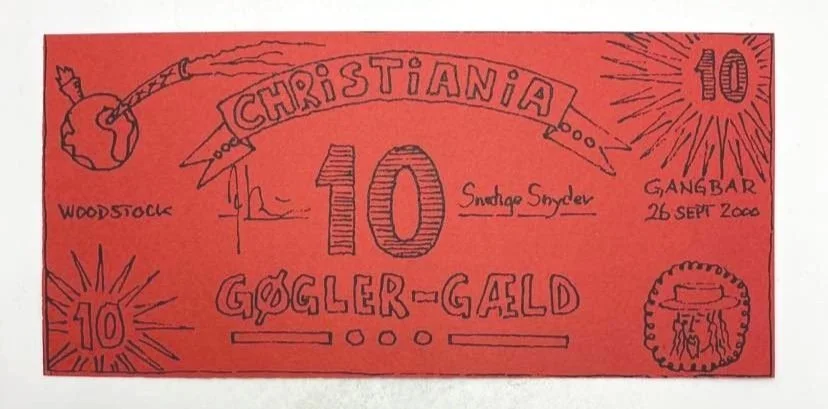 CHRiSTiANiA
10
10
Snedige Snyder
WOODSTOCK
GANGBAR
26 SEPT 2000
10
GØGLER-GÆLD